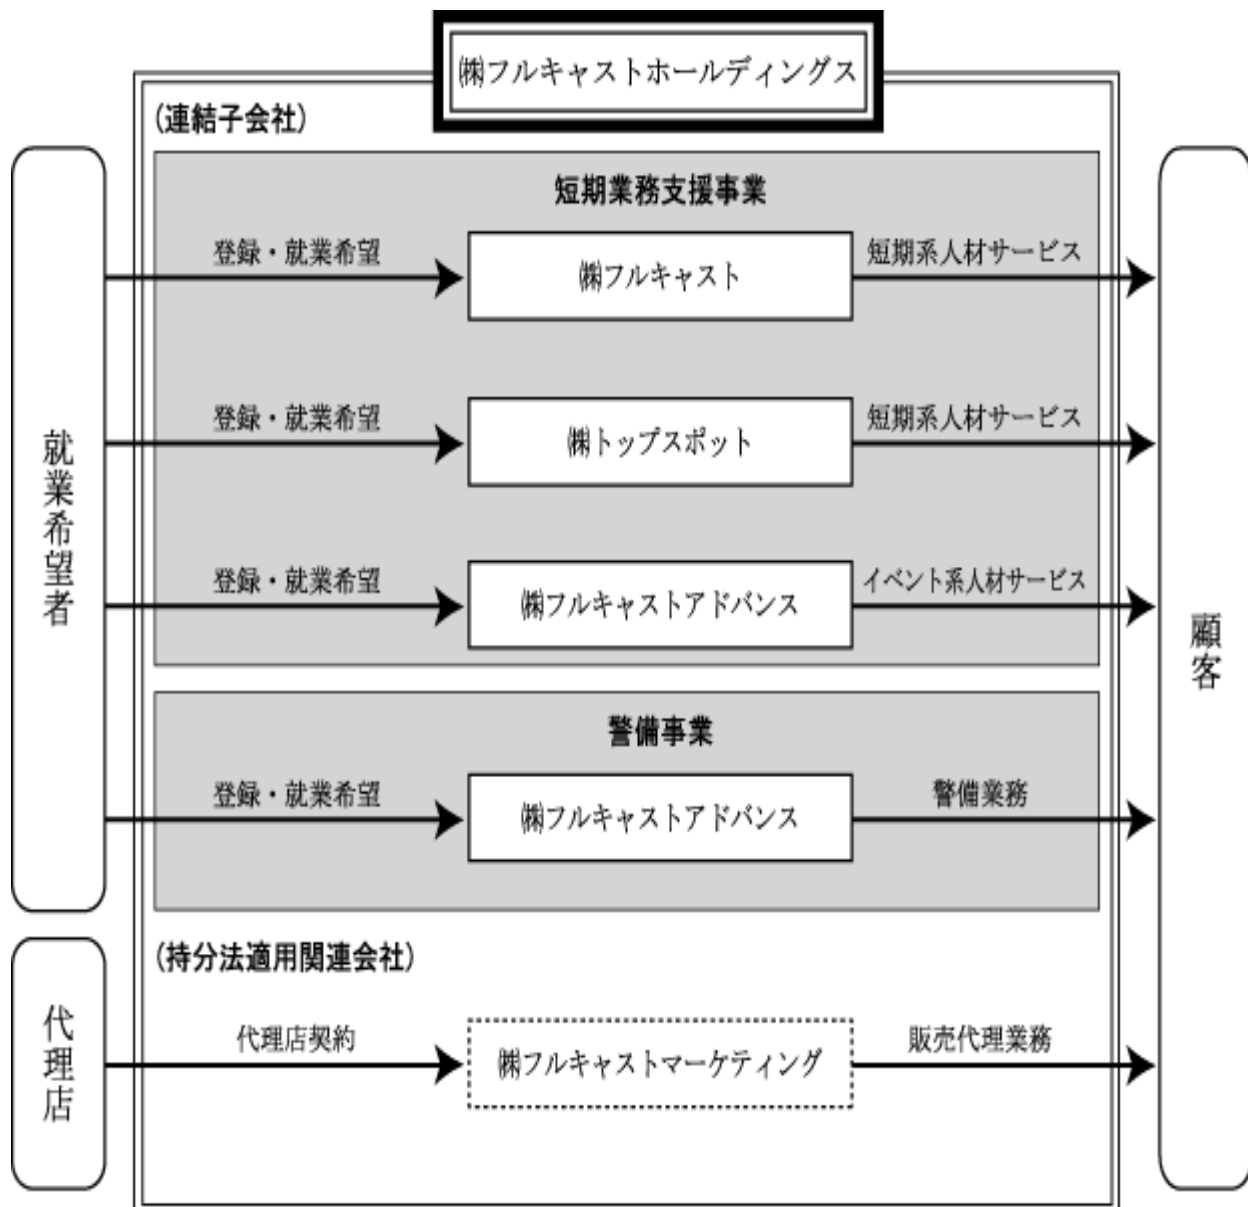 ㈱フルキャストホールディングス
(連結子会社)
短期業務支援事業
登録・就業希望
㈱フルキャスト
短期系人材サービス
登録・就業希望
㈱トップスポット
短期系人材サービス
登録・就業希望
㈱フルキャストアドバンス
イベント系人材サービス
就業希望者
顧客
警備事業
登録・就業希望
㈱フルキャストアドバンス
警備業務
(持分法適用関連会社)
代理店
代理店契約
㈱フルキャストマーケティング
販売代理業務